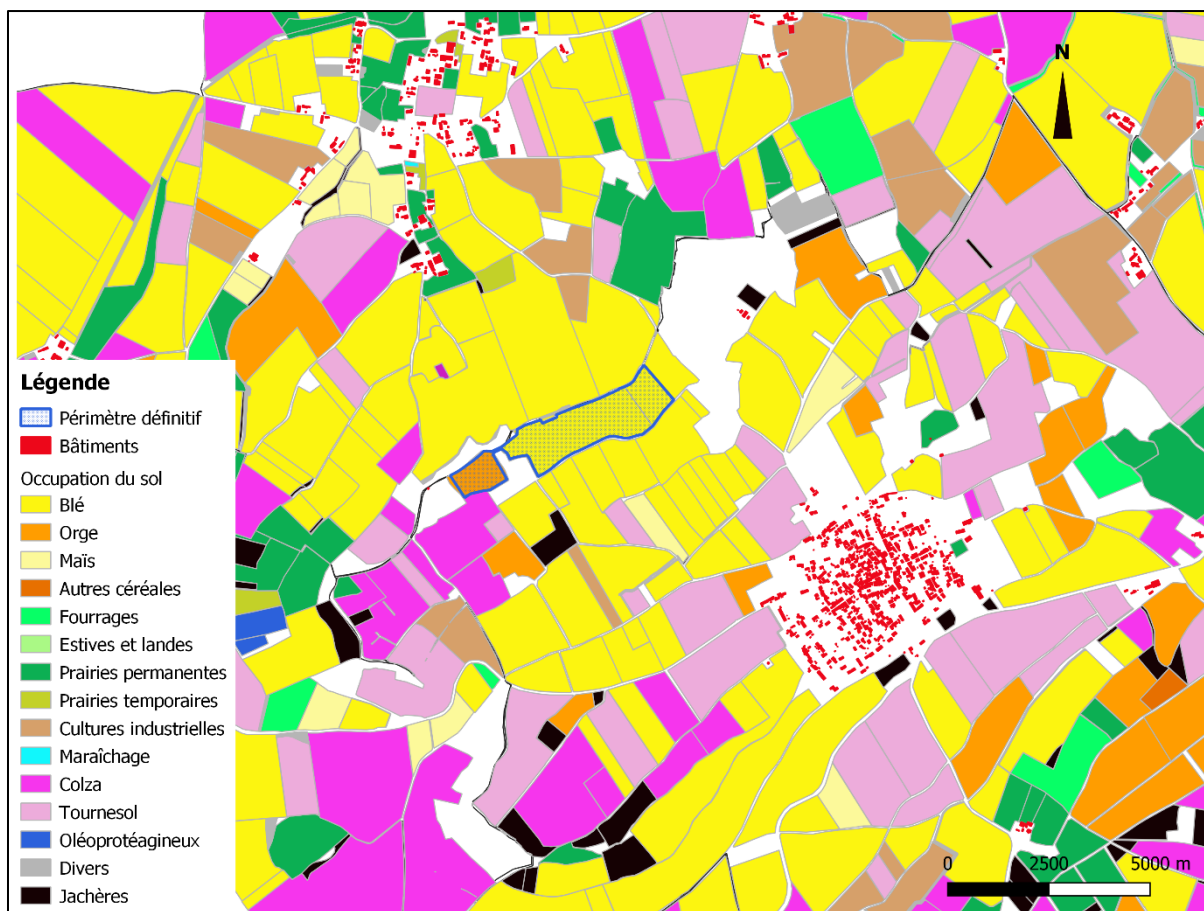 N
Légende
Périmètre définitif
Bâtiments
Occupation du sol
Blé
Orge
Maïs
Autres céréales
Fourrages
Estives et landes
Prairies permanentes
Prairies temporaires
Cultures industrielles
Maraîchage
Colza
Tournesol
Oléoprotéagineux
Divers
Jachères
0 2500 5000 m